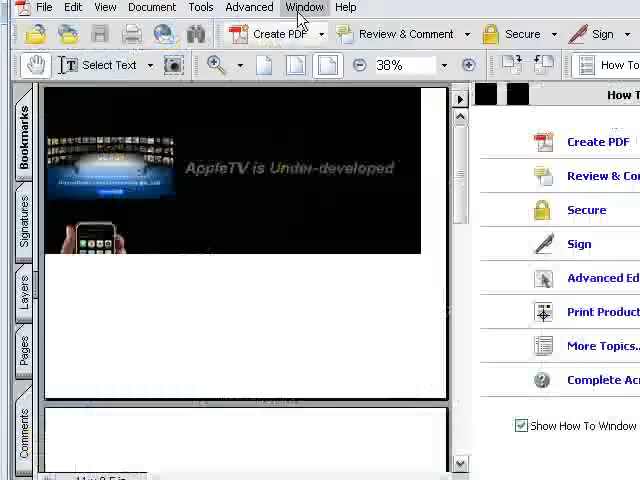 File Edit View Document Tools Advanced Window Help
Create PDF Review & Comment Secure Sign
Select Text 38% How To
Bookmarks
Signatures
Layers
Pages
Comments
AppleTV is Under-developed
How T
Create PDF
Review & Co
Secure
Sign
Advanced Ed
Print Product
More Topics..
Complete Acr
Show How To Window